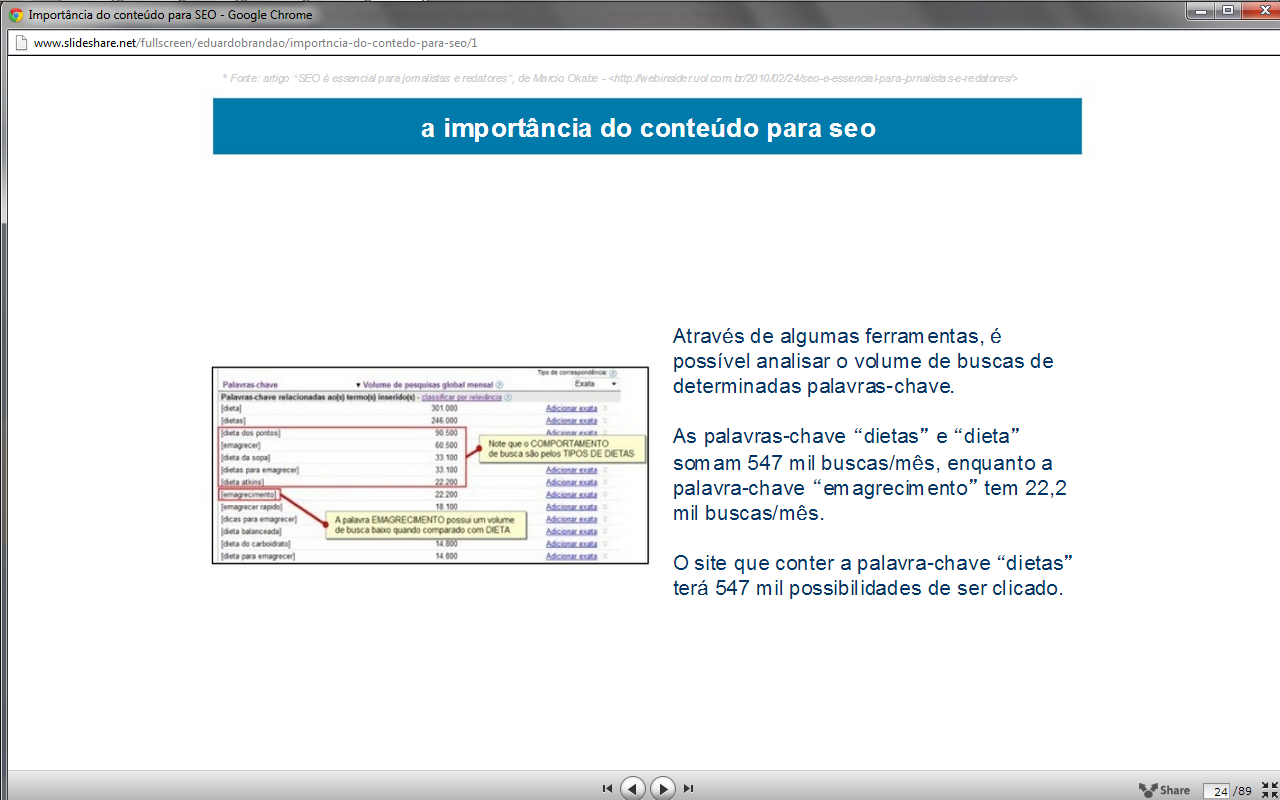 Importância do conteúdo para SEO - Google Chrome
www.slideshare.net/fullscreen/eduardobrandao/importncia-do-contedo-para-seo/1
* Fonte: artigo "SEO é essencial para jornalistas e redatores", de Marcio Okabe - <http://webinsider.uol.com.br/2010/02/24/seo-e-essencial-para-jornalistas-e-redatores/>
a importância do conteúdo para seo
Tipo de correspondência
Palavras-chave ▼ Volume de pesquisas global mensal Exata
Palavras-chave relacionadas ao(s) termo(s) inserido(s) - classificar por relevância
[dieta] 301.000 Adicionar exata
[dietas] 246.000 Adicionar exata
[dieta dos pontos] 90.500 Adicionar exata
[emagrecer] 60.500
[dieta da sopa] 33.100
[dietas para emagrecer] 33.100 Adicionar exata
[dieta atkins] 22.200 Adicionar exata
[emagrecimento] 22.200 Adicionar exata
[emagrecer rapido] 18.100 Adicionar exata
[dicas para emagrecer] Adicionar exata
[dieta balanceada] Adicionar exata
[dieta do carboidrato] 14.800 Adicionar exata
[dieta para emagrecer] 14.800 Adicionar exata
Note que o COMPORTAMENTO
de busca são pelos TIPOS DE DIETAS
A palavra EMAGRECIMENTO possui um volume
de busca baixo quando comparado com DIETA
Através de algumas ferramentas, é
possível analisar o volume de buscas de
determinadas palavras-chave.
As palavras-chave “dietas” e “dieta”
somam 547 mil buscas/mês, enquanto a
palavra-chave “emagrecimento” tem 22,2
mil buscas/mês.
O site que conter a palavra-chave “dietas”
terá 547 mil possibilidades de ser clicado.
Share 24 /89